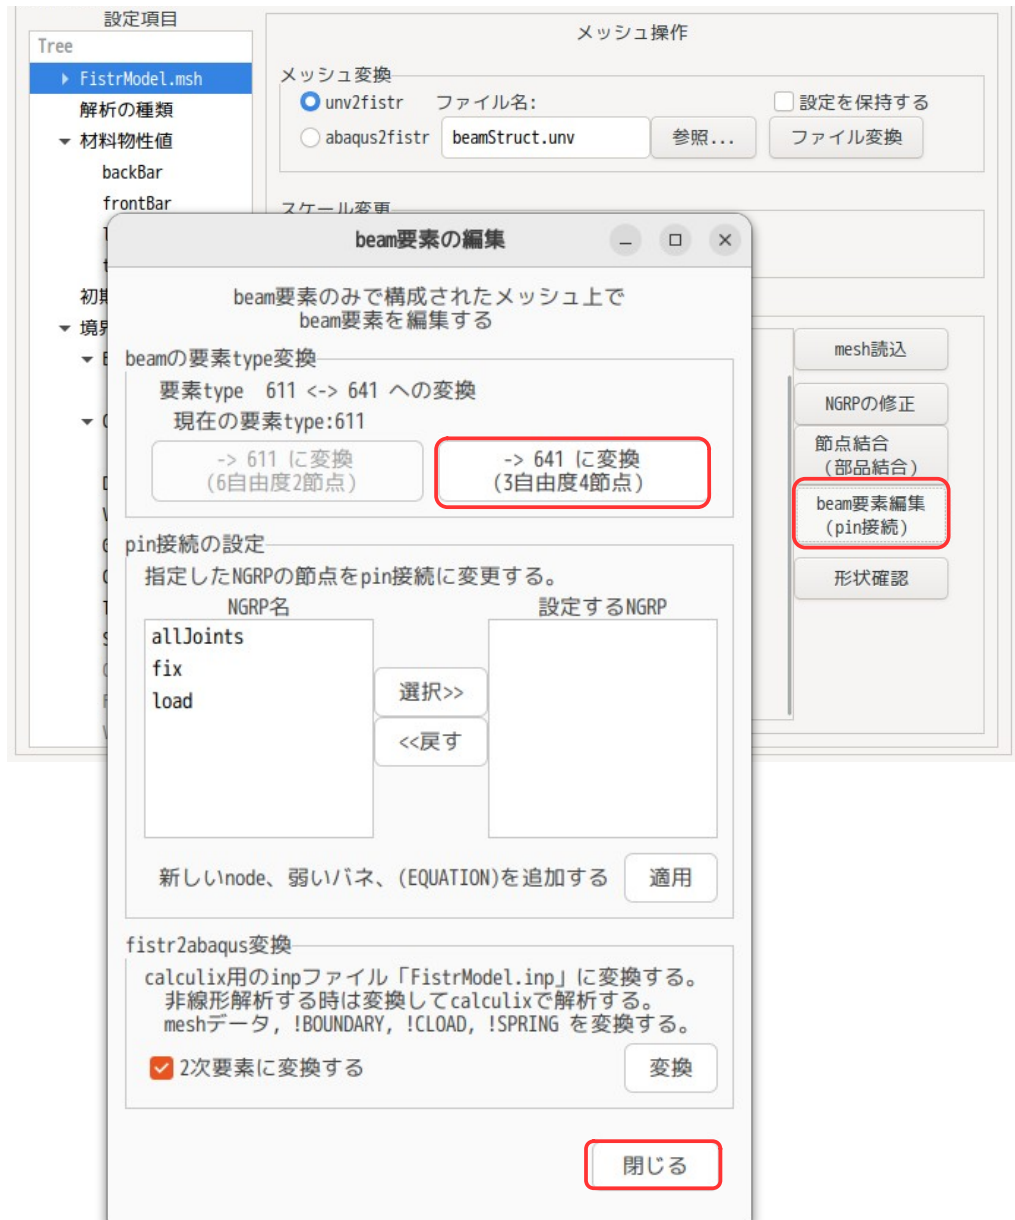 設定項目
Tree
FistrModel.msh
解析の種類
材料物性値
backBar
frontBar
メッシュ操作
メッシュ変換
unv2fistr
ファイル名:
設定を保持する
abaqus2fistr
beamStruct.unv
参照...
ファイル変換
スケール変更
mesh読込
NGRPの修正
節点結合
(部品結合)
beam要素編集
(pin接続)
形状確認
beam要素の編集
beam要素のみで構成されたメッシュ上で
beam要素を編集する
beamの要素type変換
要素type 611 <-> 641 への変換
現在の要素type:611
-> 611 に変換
(6自由度2節点)
-> 641 に変換
(3自由度4節点)
pin接続の設定
指定したNGRPの節点をpin接続に変更する。
NGRP名
設定するNGRP
allJoints
fix
load
選択>>
<<戻す
新しいnode、弱いバネ、(EQUATION)を追加する
適用
fistr2abaqus変換
calculix用のinpファイル「FistrModel.inp」に変換する。
非線形解析する時は変換してcalculixで解析する。
meshデータ, !BOUNDARY, !CLOAD, !SPRING を変換する。
2次要素に変換する
変換
閉じる